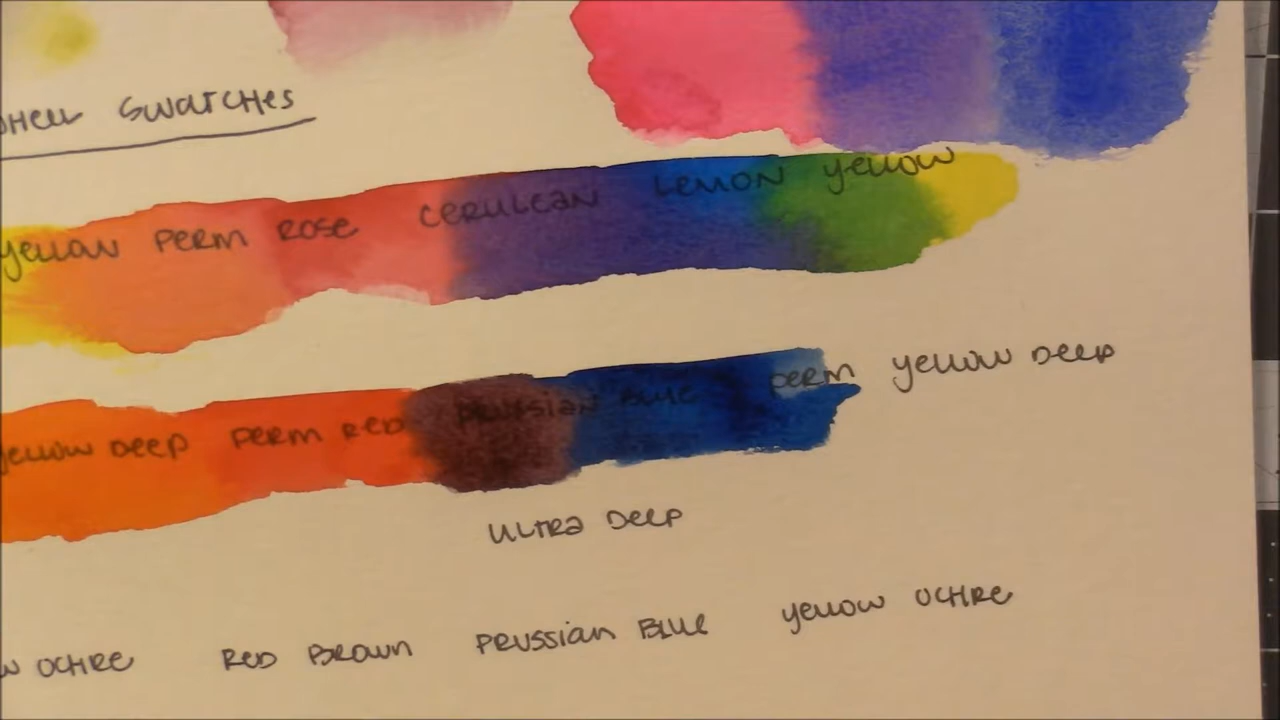 SWATCHES
yellow PERM ROSE CERULEAN LEMON yellow
yellow DEEP PERM RED PRUSSIAN BLUE PERM yellow DEEP
ULTRA DEEP
OCHRE RED BROWN PRUSSIAN BLUE yellow OCHRE